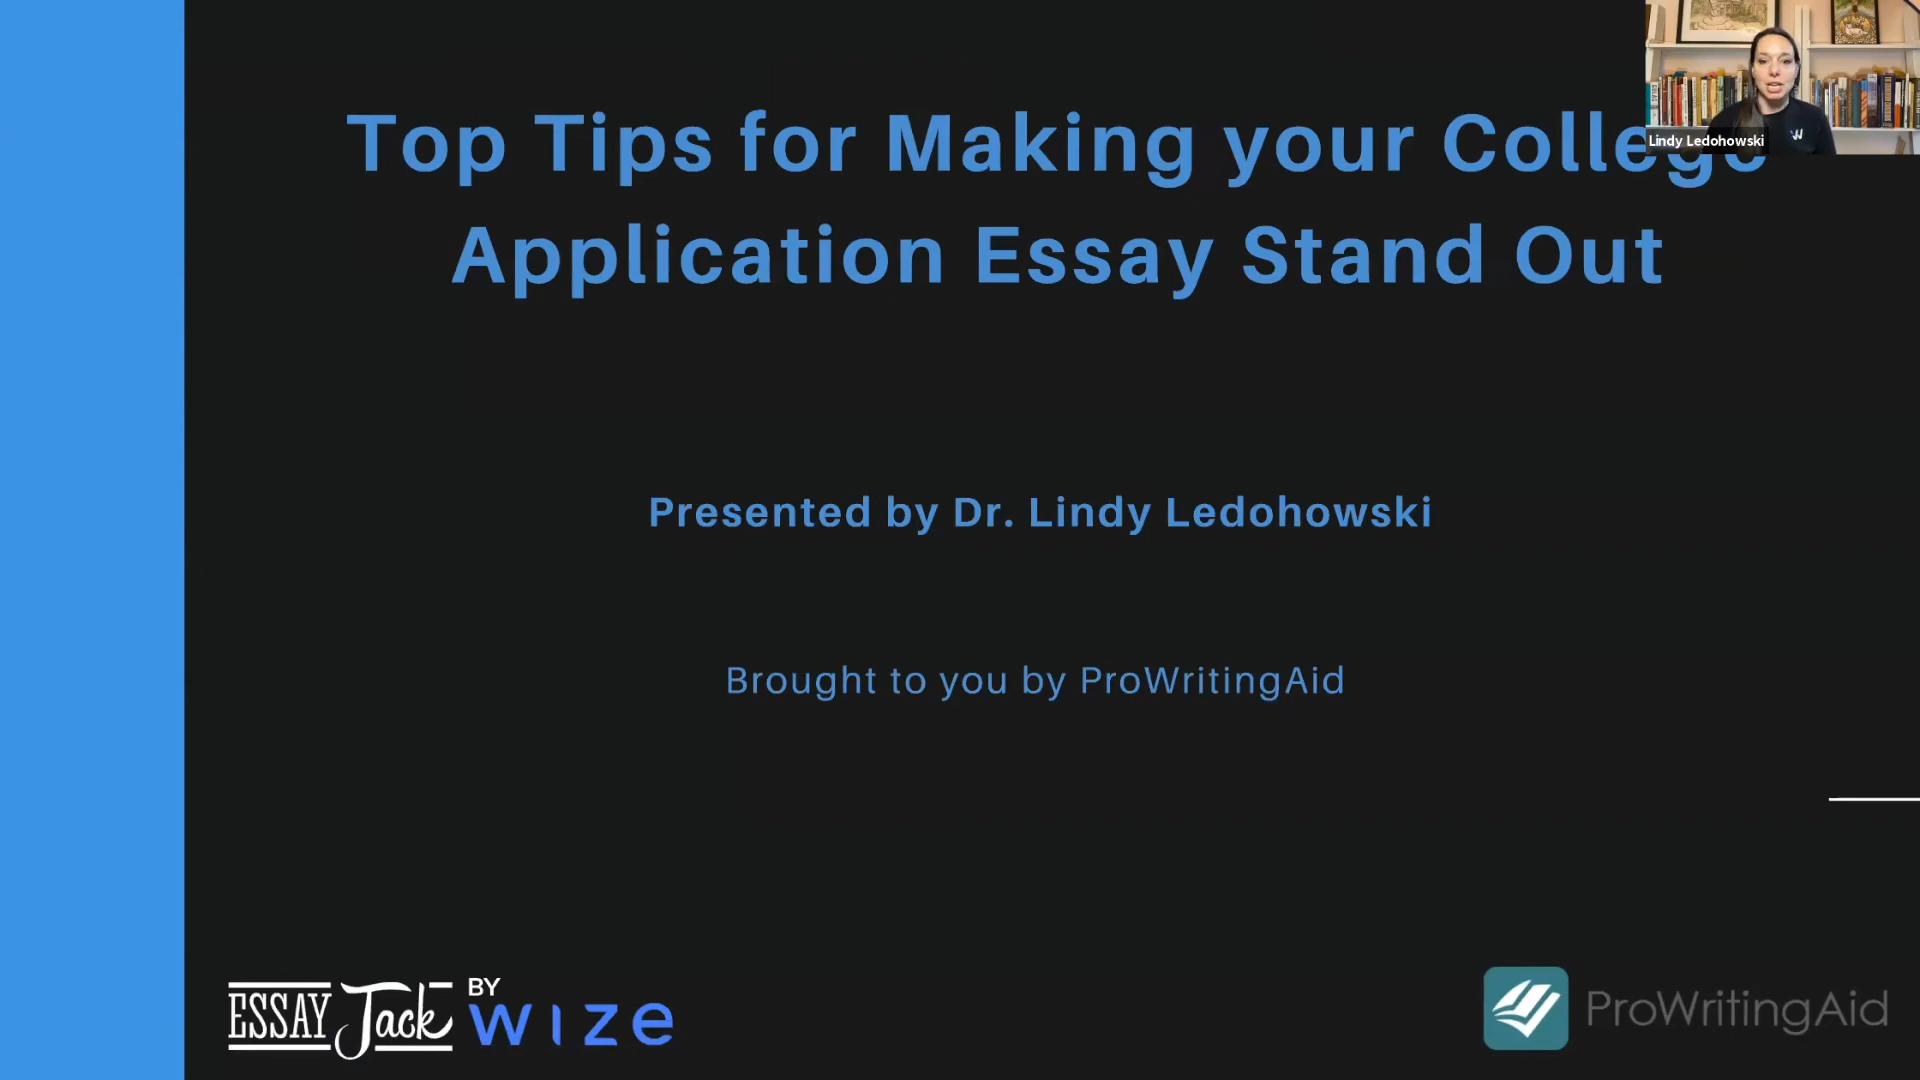 Top Tips for Making your College
Application Essay Stand Out
Lindy Ledohowski
Presented by Dr. Lindy Ledohowski
Brought to you by ProWritingAid
ESSAY Jack BY
wize
ProWritingAid